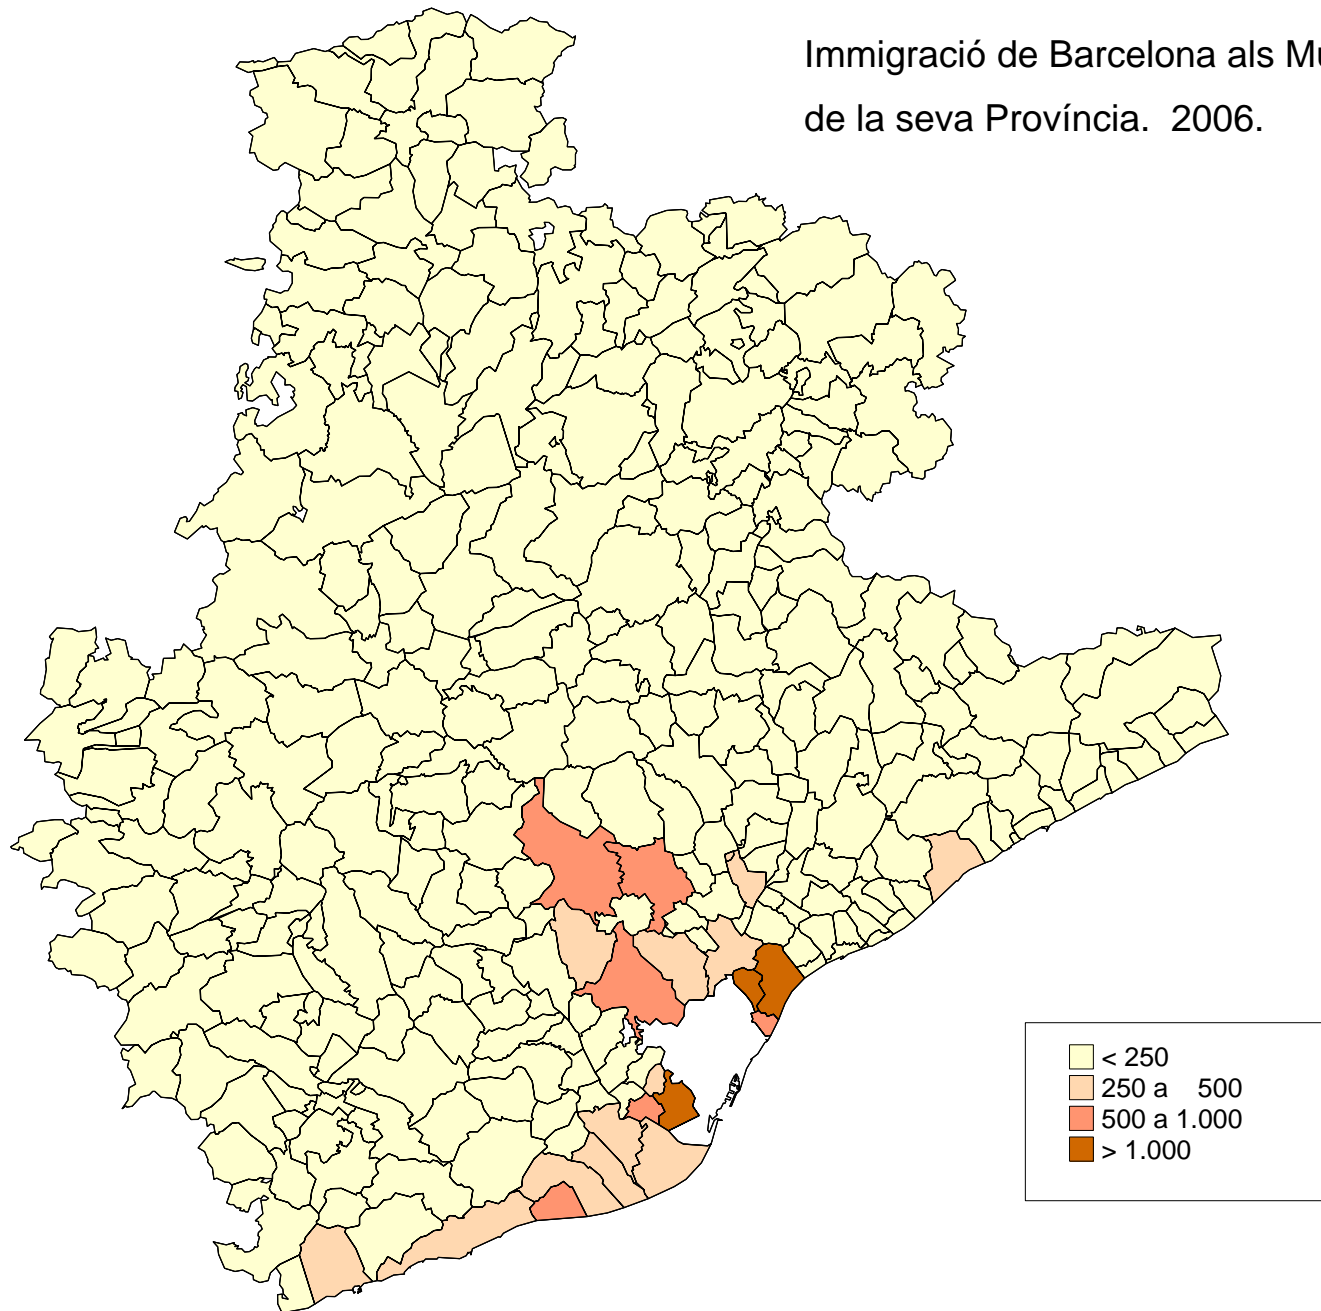 Immigració de Barcelona als
de la seva Província. 2006.
< 250
250 a 500
500 a 1.000
> 1.000